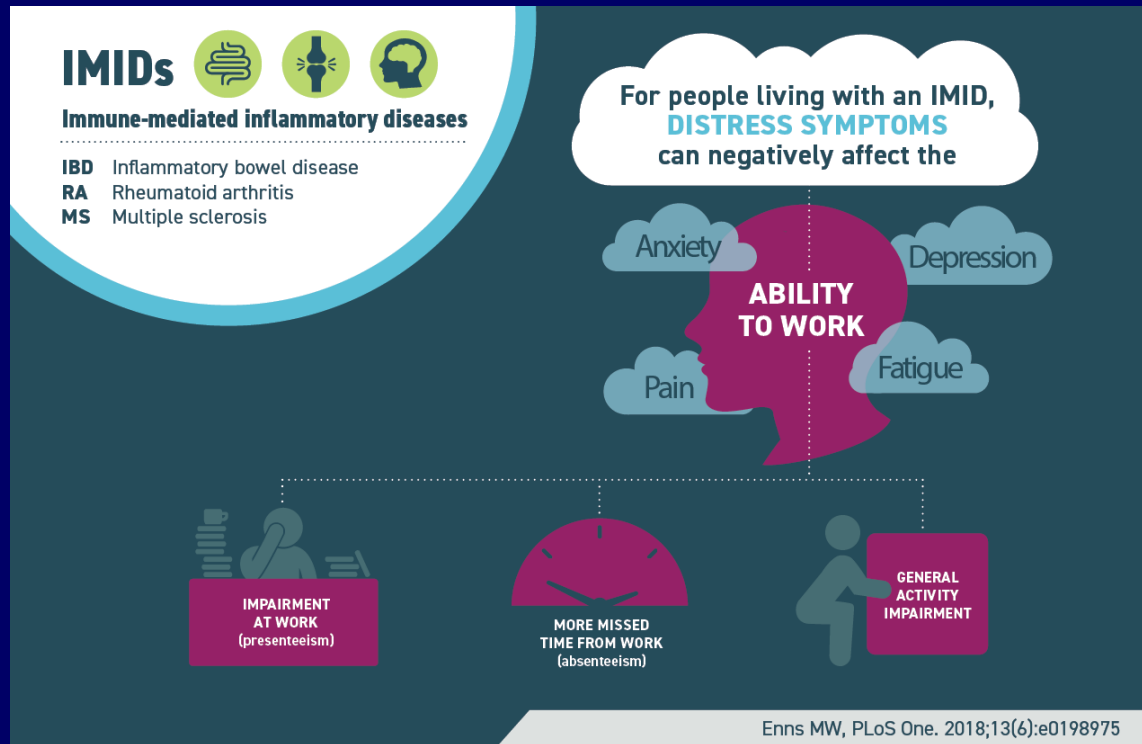 IMIDs
Immune-mediated inflammatory diseases
IBD Inflammatory bowel disease
RA Rheumatoid arthritis
MS Multiple sclerosis
For people living with an IMID,
DISTRESS SYMPTOMS
can negatively affect the
Anxiety
Depression
ABILITY
TO WORK
Pain
Fatigue
IMPAIRMENT
AT WORK
(presenteeism)
MORE MISSED
TIME FROM WORK
(absenteeism)
GENERAL
ACTIVITY
IMPAIRMENT
Enns MW, PLoS One. 2018;13(6):e0198975